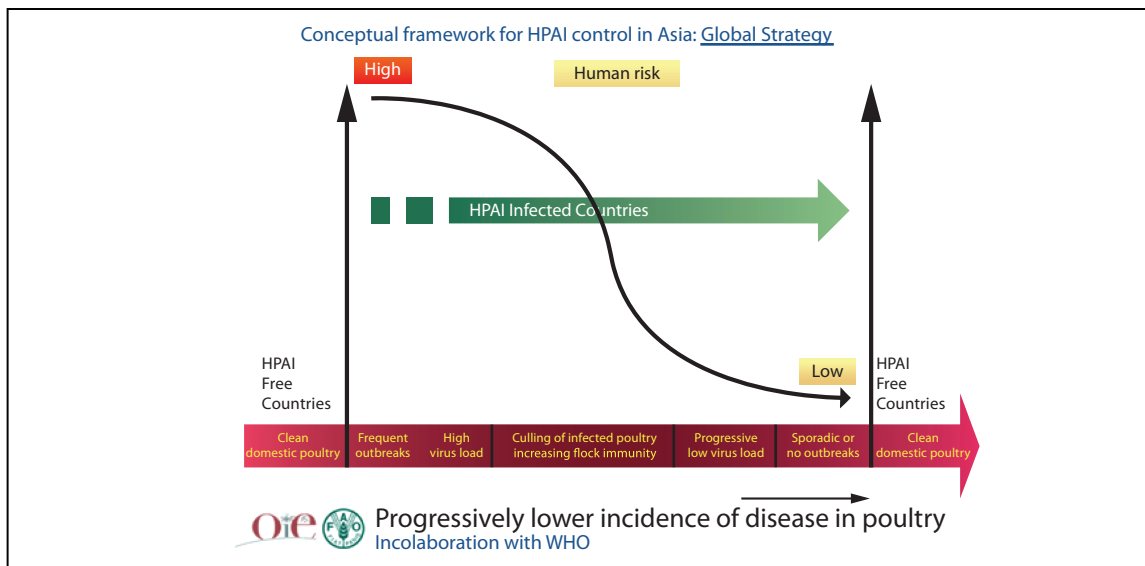 Conceptual framework for HPAI control in Asia: Global Strategy
High
Human risk
HPAI Infected Countries
Low
HPAI
Free
Countries
HPAI
Free
Countries
Clean
domestic poultry
Frequent
outbreaks
High
virus load
Culling of infected poultry
increasing flock immunity
Progressive
low virus load
Sporadic or
no outbreaks
Clean
domestic poultry
Oie
FAO
Progressively lower incidence of disease in poultry
Incolaboration with WHO